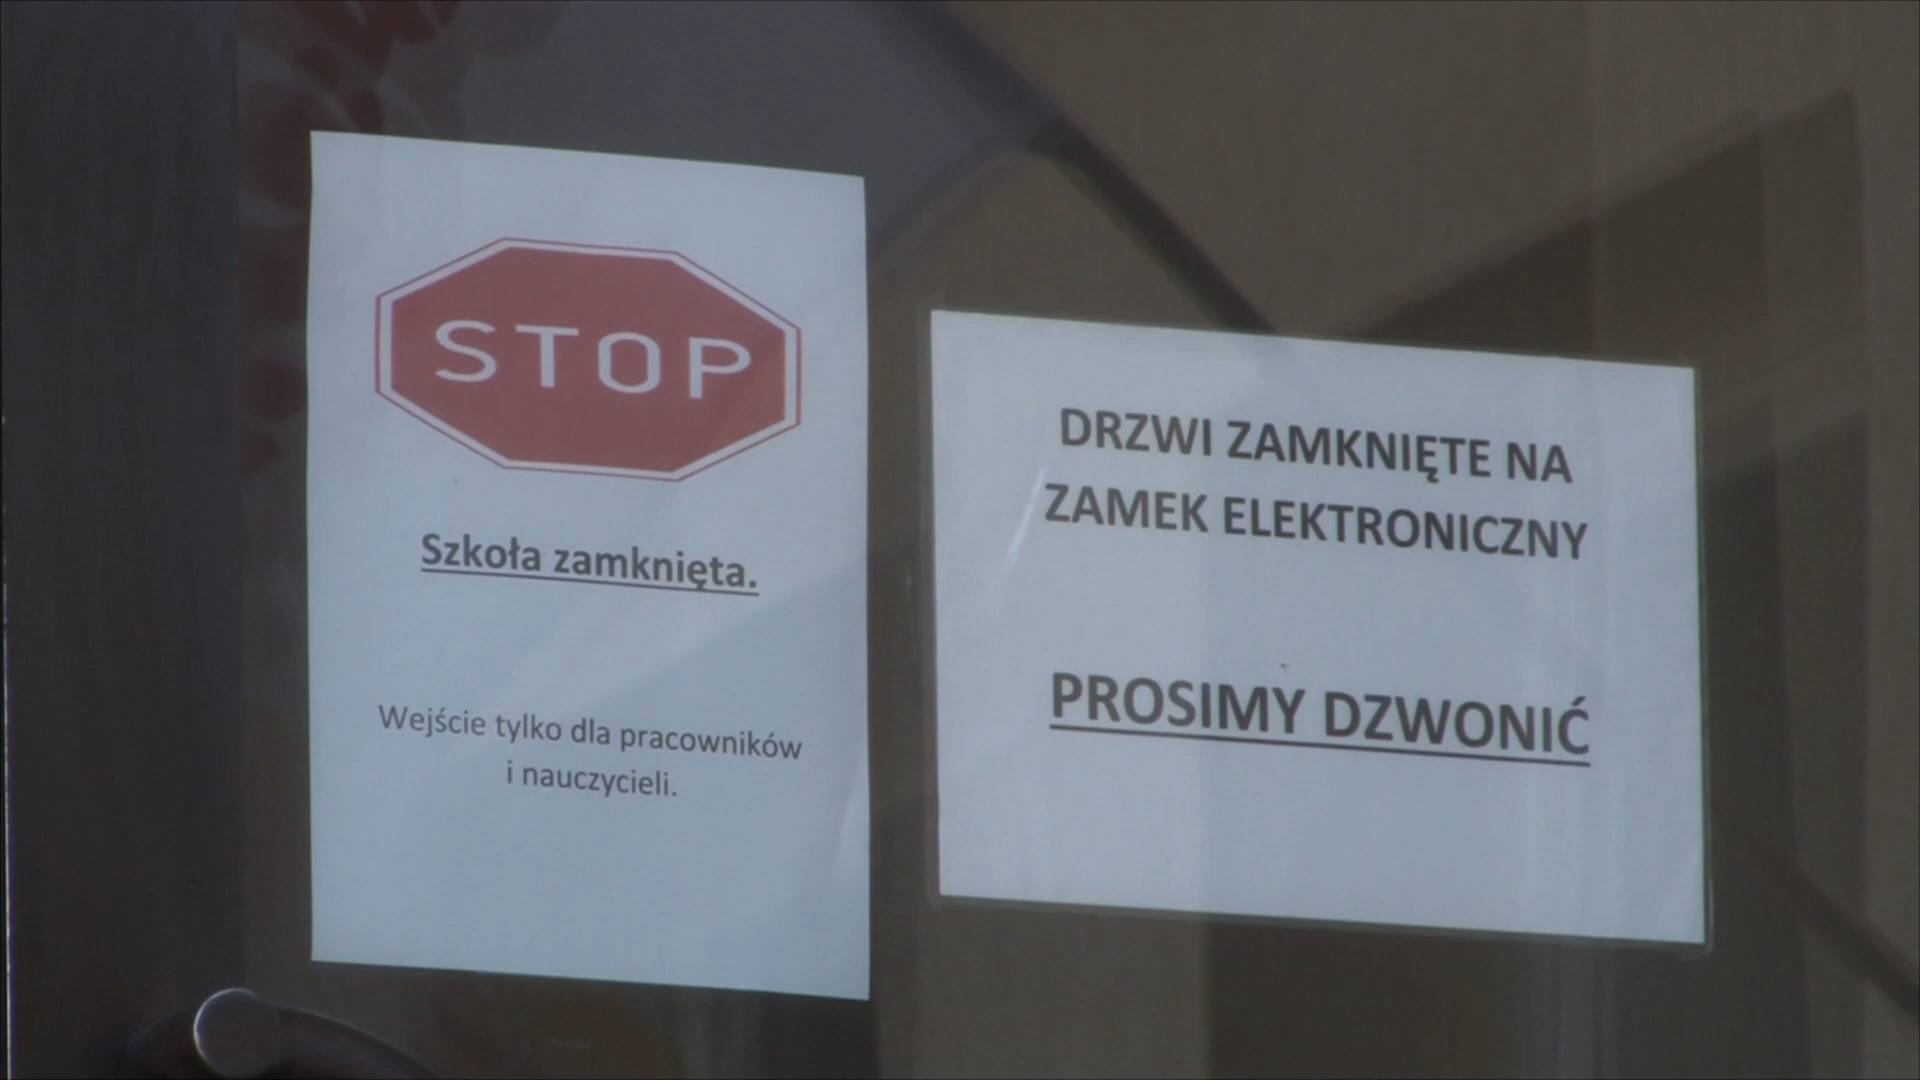 STOP
Szkoła zamknięta.
Wejście tylko dla pracowników
i nauczycieli.
DRZWI ZAMKNIĘTE NA
ZAMEK ELEKTRONICZNY
PROSIMY DZWONIĆ